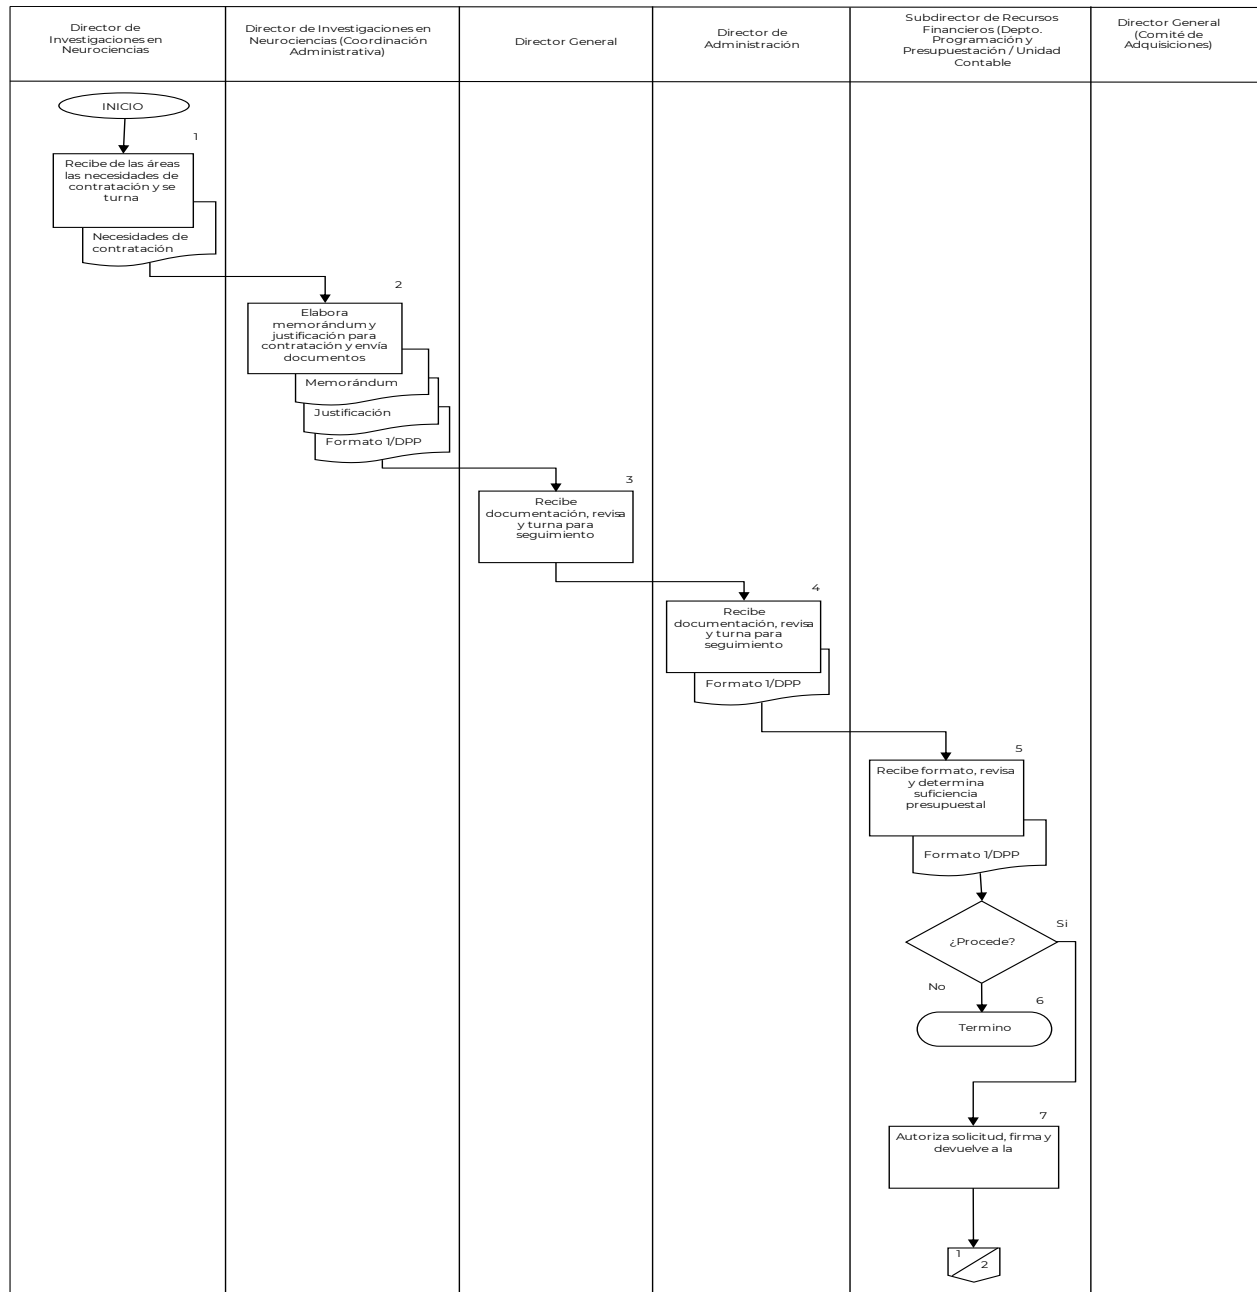 Director de
Investigaciones en
Neurociencias
Director de Investigaciones en
Neurociencias (Coordinación
Administrativa)
Director General
Director de
Administración
Subdirector de Recursos
Financieros (Depto.
Programación y
Presupuestación / Unidad
Contable
Director General
(Comité de
Adquisiciones)
INICIO
1
Recibe de las áreas
las necesidades de
contratación y se
turna
Necesidades de
contratación
2
Elabora
memorándum y
justificación para
contratación y envía
documentos
Memorándum
Justificación
Formato 1/DPP
3
Recibe
documentación, revisa
y turna para
seguimiento
4
Recibe
documentación, revisa
y turna para
seguimiento
Formato 1/DPP
5
Recibe formato, revisa
y determina
suficiencia
presupuestal
Formato 1/DPP
¿Procede?
Si
No
6
Termino
7
Autoriza solicitud, firma y
devuelve a la
1
2